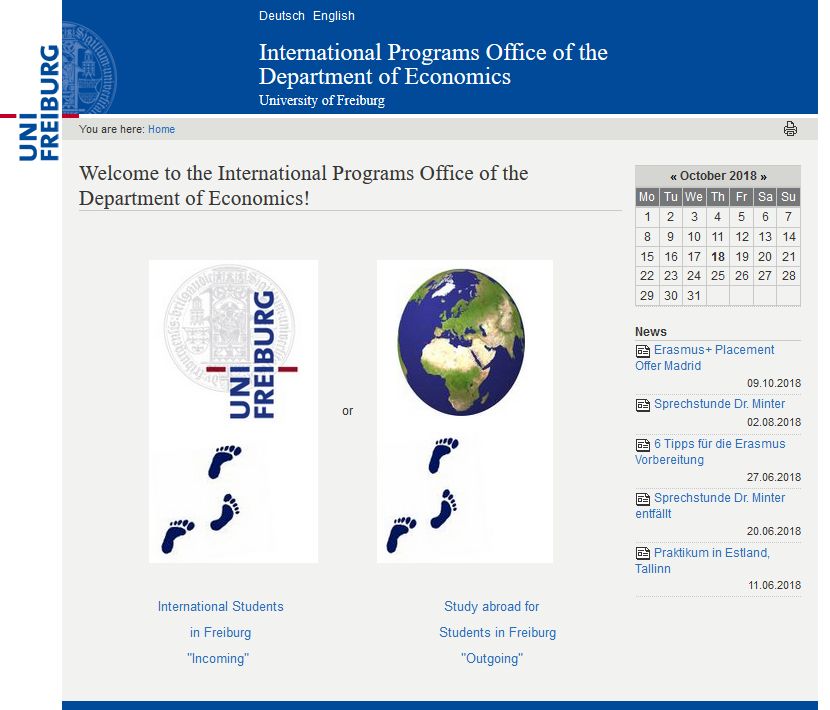 Deutsch English
International Programs Office of the
Department of Economics
University of Freiburg
UNI
FREIBURG
You are here: Home
Welcome to the International Programs Office of the
Department of Economics!
UNI
FREIBURG
or
International Students
in Freiburg
"Incoming"
Study abroad for
Students in Freiburg
"Outgoing"
« October 2018 »
Mo Tu We Th Fr Sa Su
1 2 3 4 5 6 7
8 9 10 11 12 13 14
15 16 17 18 19 20 21
22 23 24 25 26 27 28
29 30 31
News
Erasmus+ Placement
Offer Madrid
09.10.2018
Sprechstunde Dr. Minter
02.08.2018
6 Tipps für die Erasmus
Vorbereitung
27.06.2018
Sprechstunde Dr. Minter
entfällt
20.06.2018
Praktikum in Estland,
Tallinn
11.06.2018